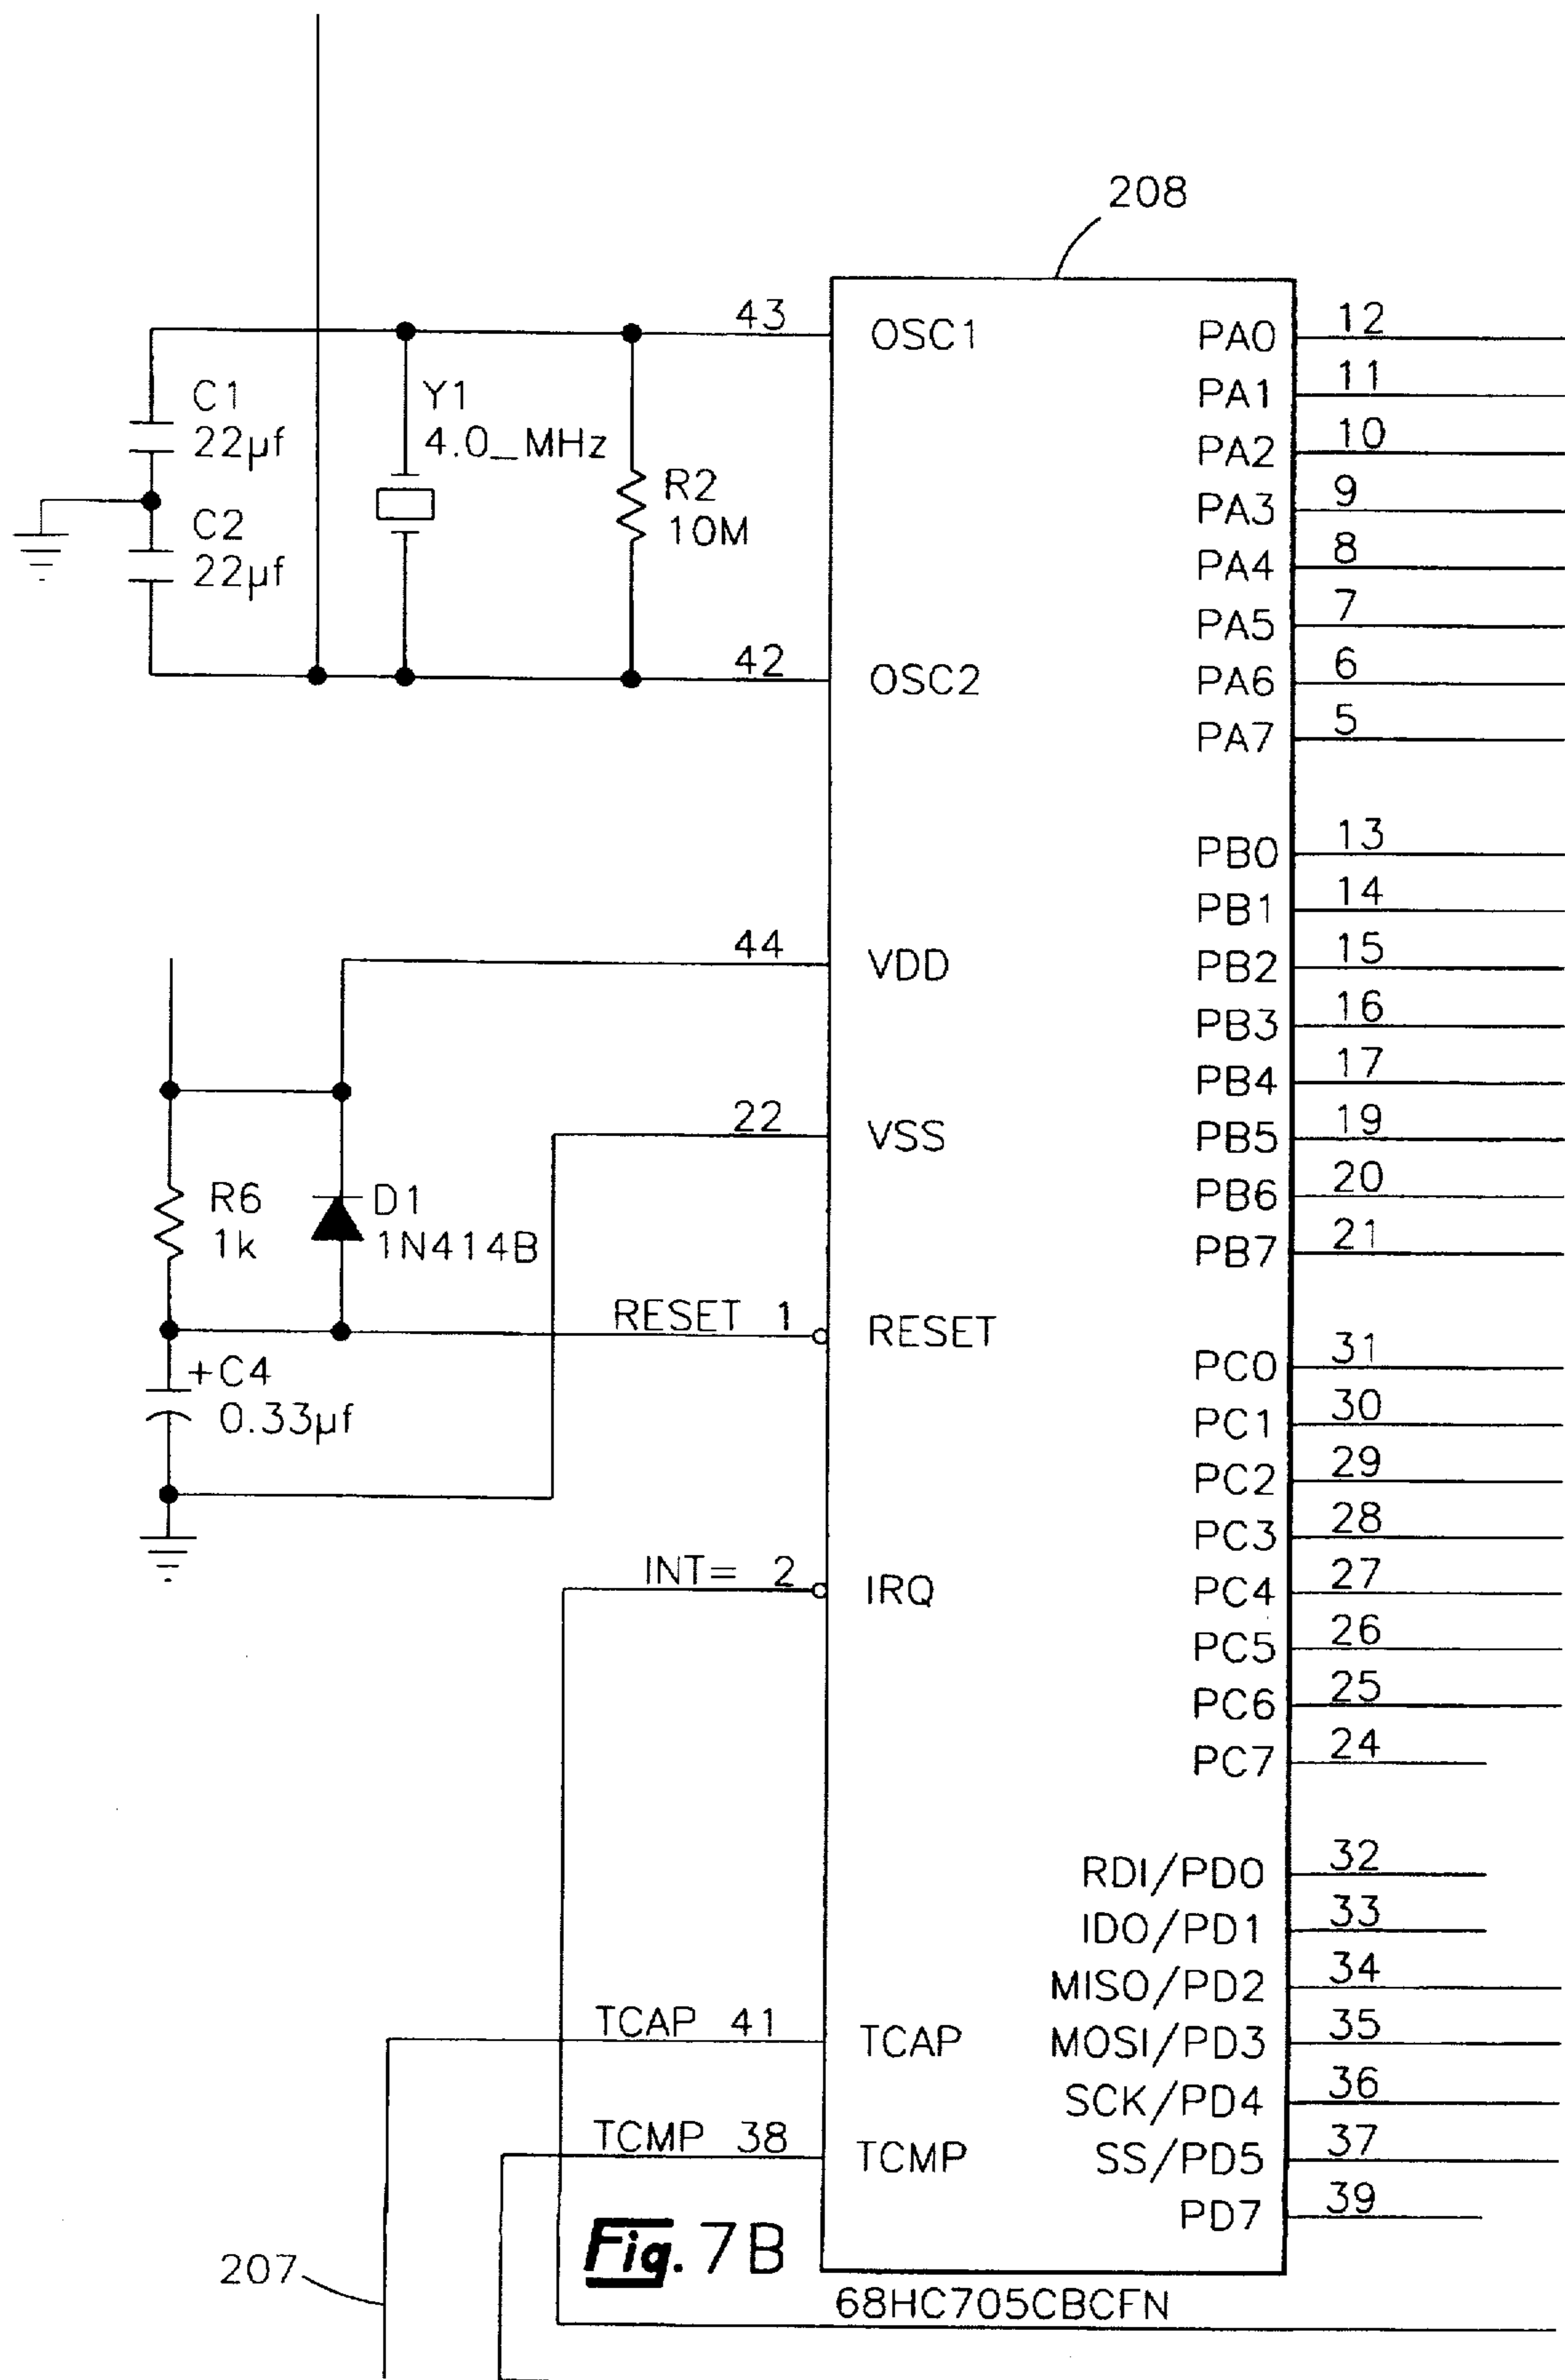 208
43
OSC1
PA0
12
C1
22µf
Y1
4.0_MHz
PA1
11
PA2
10
R2
10M
PA3
9
C2
22µf
PA4
8
PA5
7
42
OSC2
PA6
6
PA7
5
PB0
13
PB1
14
44
VDD
PB2
15
PB3
16
PB4
17
22
VSS
PB5
19
R6
1k
D1
1N414B
PB6
20
PB7
21
RESET 1
RESET
+C4
0.33µf
PC0
31
PC1
30
PC2
29
PC3
28
INT= 2
IRQ
PC4
27
PC5
26
PC6
25
PC7
24
RDI/PD0
32
IDO/PD1
33
MISO/PD2
34
TCAP 41
TCAP
MOSI/PD3
35
SCK/PD4
36
TCMP 38
TCMP
SS/PD5
37
PD7
39
Fig. 7B
207
68HC705CBCFN